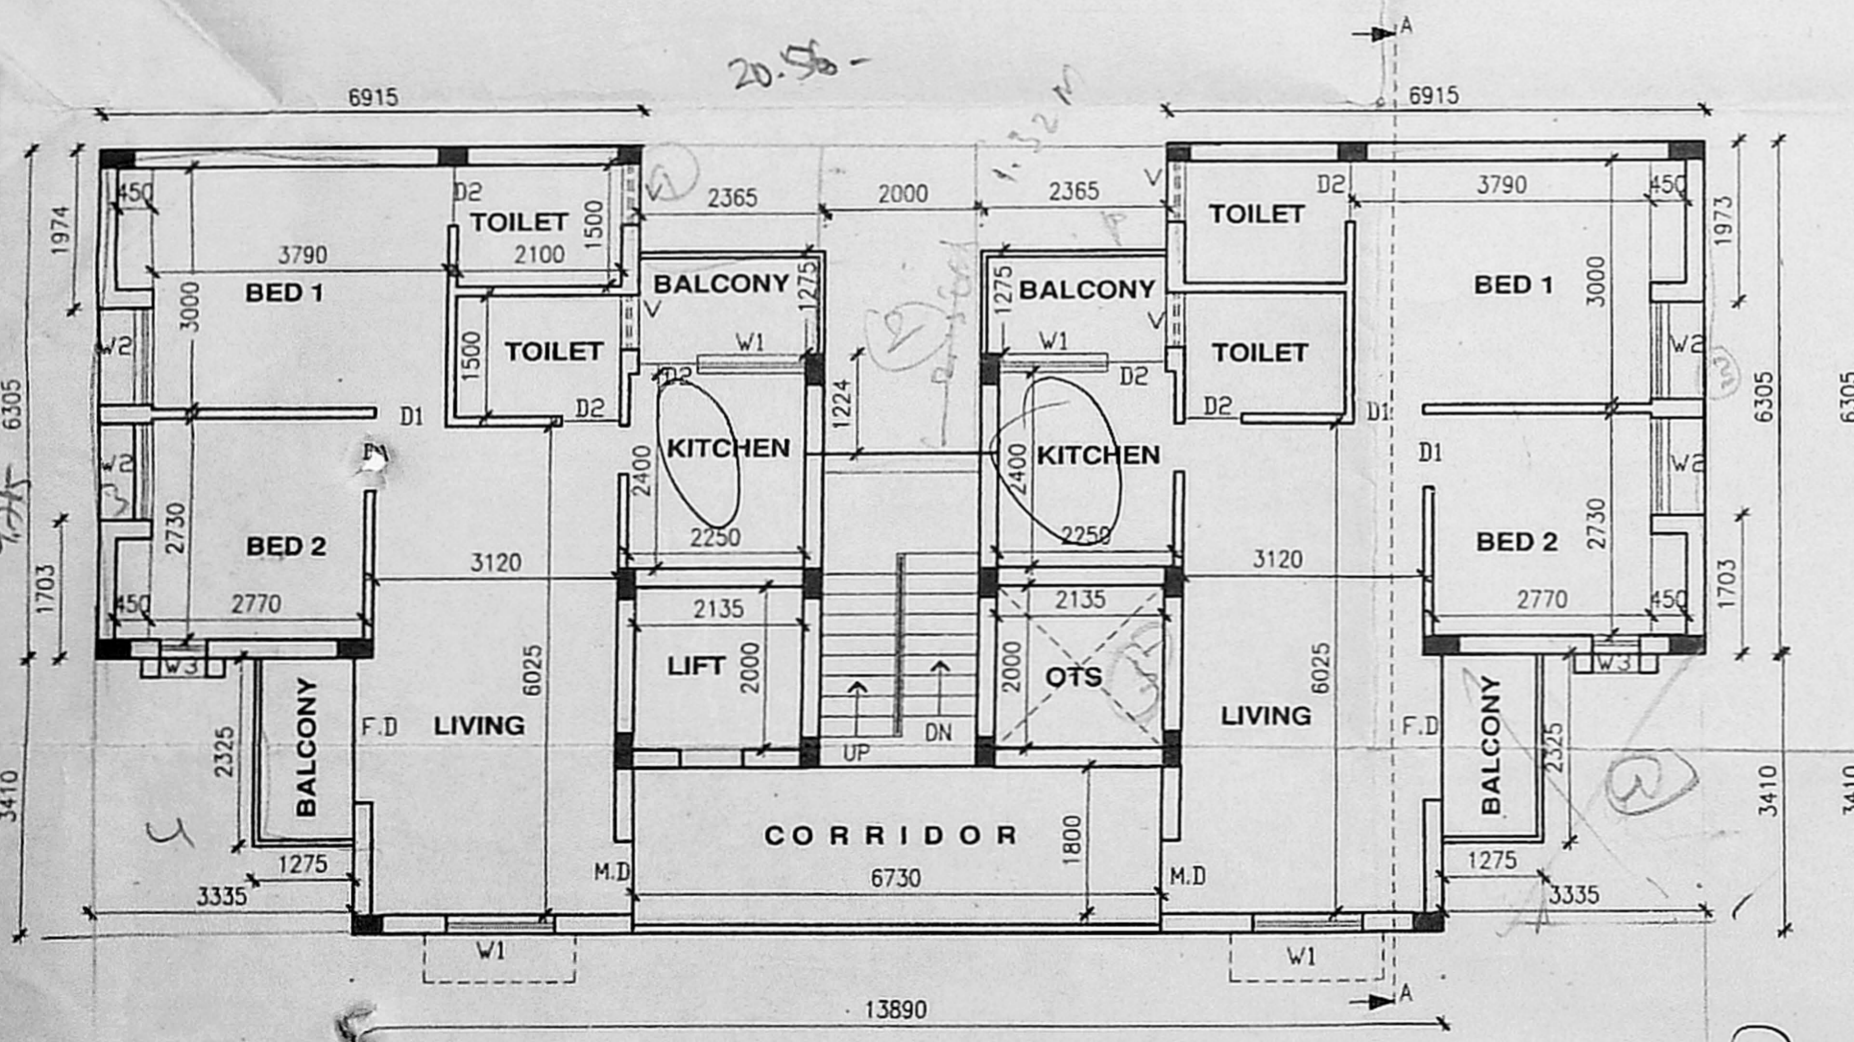 A
20.56-
6915
6915
1.32 M
450
D2
1500
V
1
2365
2000
2365
V
D2
3790
450
1974
TOILET
TOILET
1973
3790
2100
BED 1
3000
BALCONY
1275
2
1275
BALCONY
BED 1
3000
V
V
W2
1500
TOILET
W1
W1
TOILET
W2
6305
D2
D2
D1
D2
1224
D2
D1
6305
6305
W2
KITCHEN
2400
KITCHEN
2400
D1
W2
2730
BED 2
2250
2250
BED 2
2730
1703
3120
3120
1703
450
2770
2135
2135
2770
450
W3
LIFT
2000
2000
OTS
W3
6025
6025
BALCONY
F.D
LIVING
UP
DN
LIVING
F.D
BALCONY
2325
2325
3410
CORRIDOR
1800
3410
3410
1275
M.D
6730
M.D
1275
3335
3335
W1
W1
A
13890